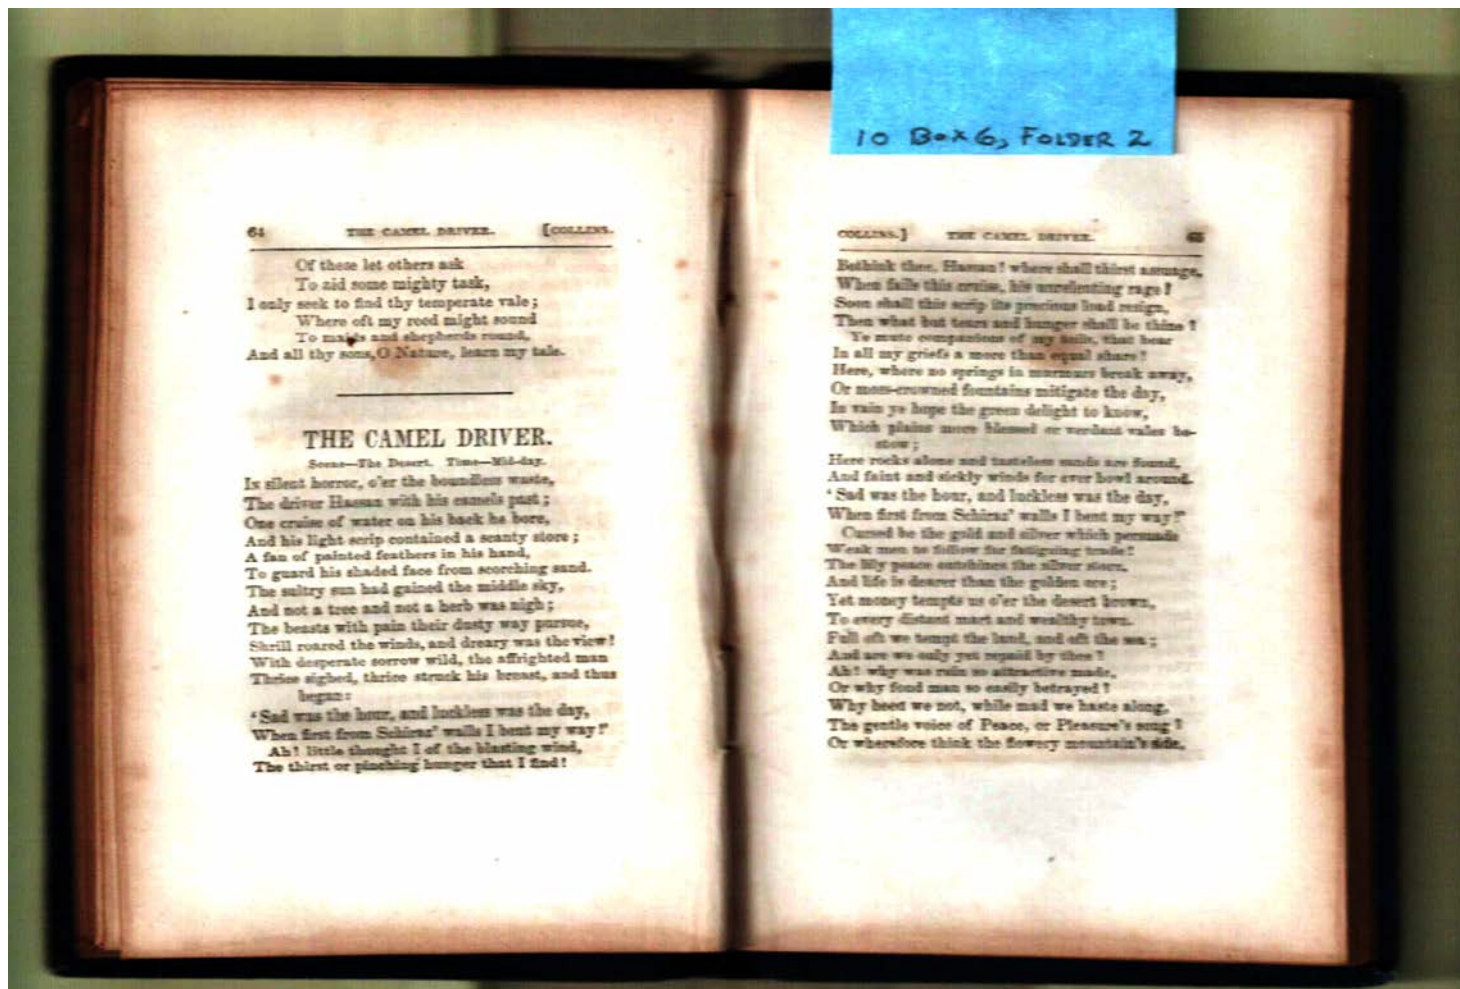 10 Box 6, FOLDER 2
64 THE CAMEL DRIVER. [COLLINS.
Of these let others ask
To aid some mighty task,
I only seek to find thy temperate vale;
Where oft my reed might sound
To maids and shepherds round,
And all thy sons, O Nature, learn my tale.
THE CAMEL DRIVER.
Scene—The Desert. Time—Mid-day.
In silent horror, o'er the boundless waste,
The driver Hassan with his camels past;
One cruise of water on his back he bore,
And his light scrip contained a scanty store;
A fan of painted feathers in his hand,
To guard his shaded face from scorching sand.
The sultry sun had gained the middle sky,
And not a tree and not a herb was nigh;
The beasts with pain their dusty way pursue,
Shrill roared the winds, and dreary was the view!
With desperate sorrow wild, the affrighted man
Thrice sighed, thrice struck his breast, and thus
began:
'Sad was the hour, and luckless was the day,
When first from Schiraz' walls I bent my way!'
Ah! little thought I of the blasting wind,
The thirst or pinching hunger that I find!
COLLINS.] THE CAMEL DRIVER. 65
Bethink thee, Hassan! where shall thirst assuage,
When fails this cruise, his unrelenting rage?
Soon shall this scrip its precious load resign,
Then what but tears and hunger shall be thine?
Ye mute companions of my toils, that bear
In all my griefs a more than equal share!
Here, where no springs in murmurs break away,
Or moss-crowned fountains mitigate the day,
In vain ye hope the green delight to know,
Which plains more blessed or verdant vales be-
stow;
Here rocks alone and tasteless sands are found,
And faint and sickly winds for ever howl around.
'Sad was the hour, and luckless was the day,
When first from Schiraz' walls I bent my way!'
Cursed be the gold and silver which persuade
Weak men to follow far fatiguing trade!
The lily peace outshines the silver store,
And life is dearer than the golden ore;
Yet money tempts us o'er the desert brown,
To every distant mart and wealthy town.
Full oft we tempt the land, and oft the sea;
And are we only yet repaid by thee?
Ah! why was ruin so attractive made,
Or why fond man so easily betrayed?
Why heed we not, while mad we haste along,
The gentle voice of Peace, or Pleasure's song?
Or wherefore think the flowery mountain's side,